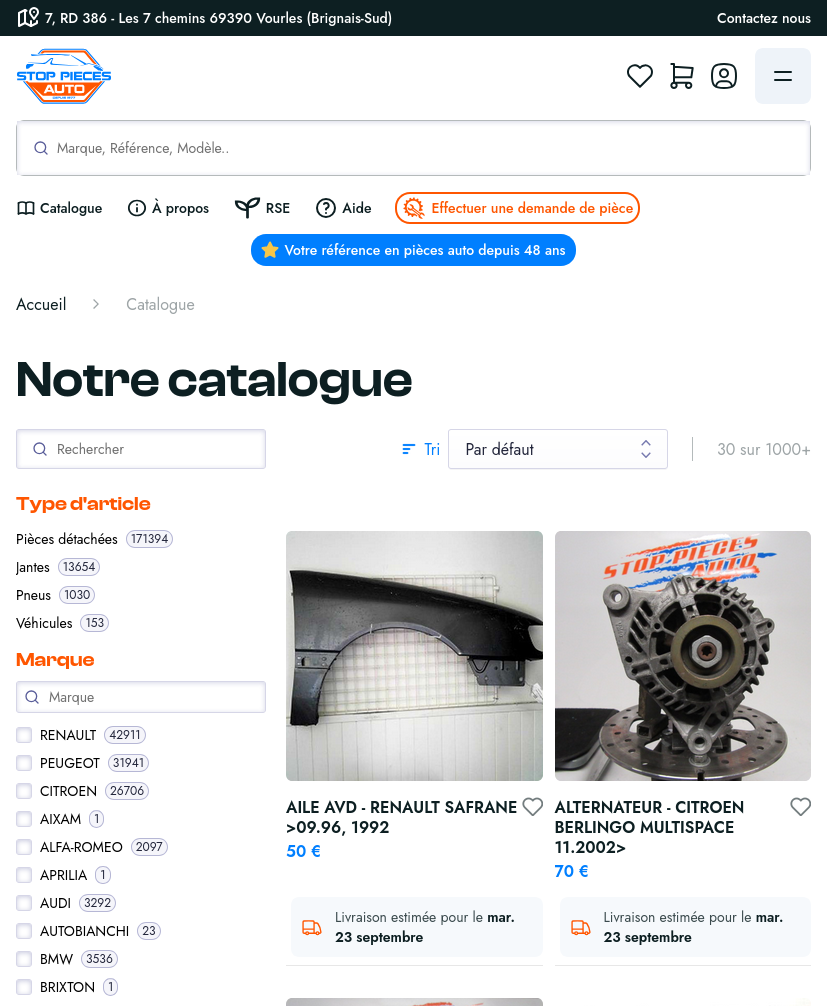 7, RD 386 - Les 7 chemins 69390 Vourles (Brignais-Sud)
Contactez nous
STOP PIECES
AUTO
Marque, Référence, Modèle..
Catalogue
À propos
RSE
Aide
Effectuer une demande de pièce
Votre référence en pièces auto depuis 48 ans
Accueil
Catalogue
Notre catalogue
Rechercher
Tri
Par défaut
30 sur 1000+
Type d'article
Pièces détachées 171394
Jantes 13654
Pneus 1030
Véhicules 153
Marque
Marque
RENAULT 42911
PEUGEOT 31941
CITROEN 26706
AIXAM 1
ALFA-ROMEO 2097
APRILIA 1
AUDI 3292
AUTOBIANCHI 23
BMW 3536
BRIXTON 1
AILE AVD - RENAULT SAFRANE
>09.96, 1992
50 €
Livraison estimée pour le mar.
23 septembre
STOP-PIECES
AUTO
ALTERNATEUR - CITROEN
BERLINGO MULTISPACE
11.2002>
70 €
Livraison estimée pour le mar.
23 septembre